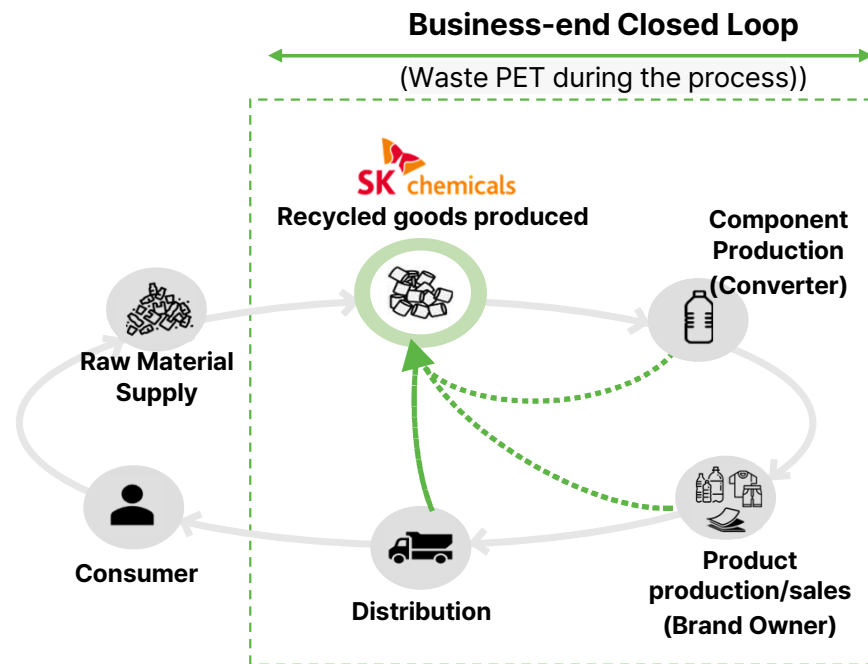 Business-end Closed Loop
(Waste PET during the process))
SK chemicals
Recycled goods produced
Component
Production
(Converter)
Raw Material
Supply
Consumer
Distribution
Product
production/sales
(Brand Owner)